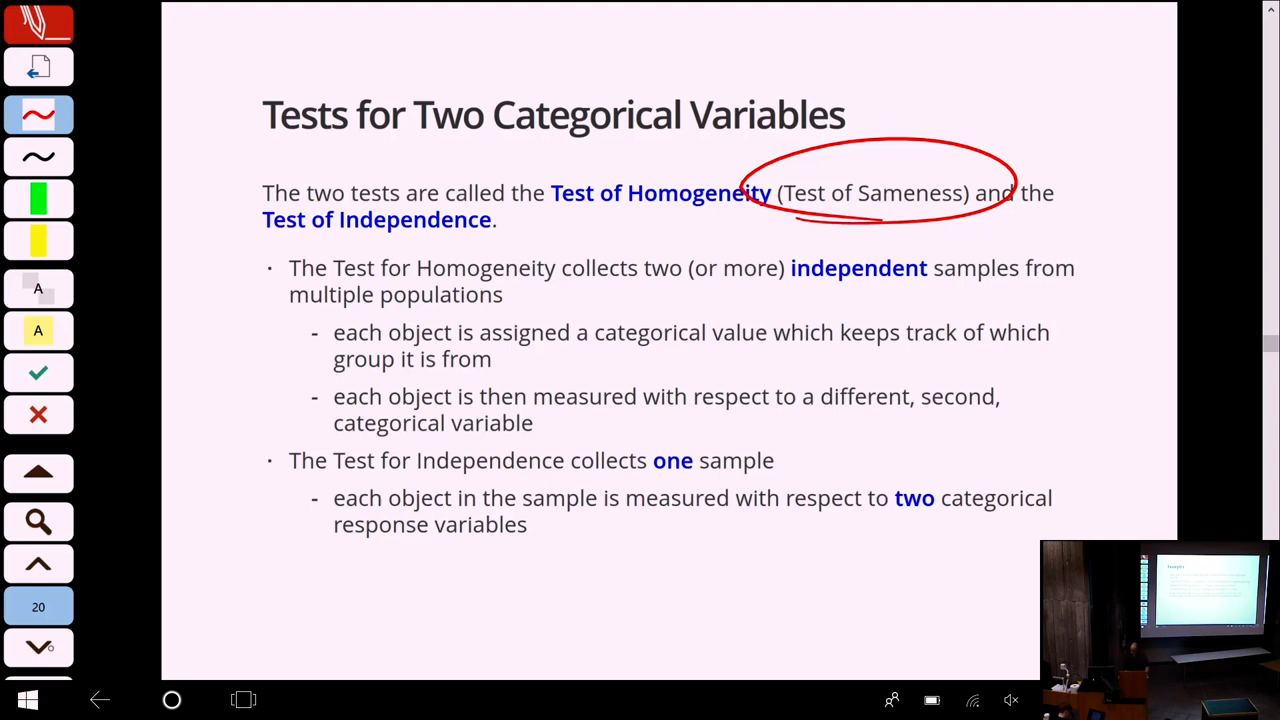 Tests for Two Categorical Variables
The two tests are called the Test of Homogeneity (Test of Sameness) and the
Test of Independence.
· The Test for Homogeneity collects two (or more) independent samples from
multiple populations
- each object is assigned a categorical value which keeps track of which
group it is from
- each object is then measured with respect to a different, second,
categorical variable
· The Test for Independence collects one sample
- each object in the sample is measured with respect to two categorical
response variables
A
A
20